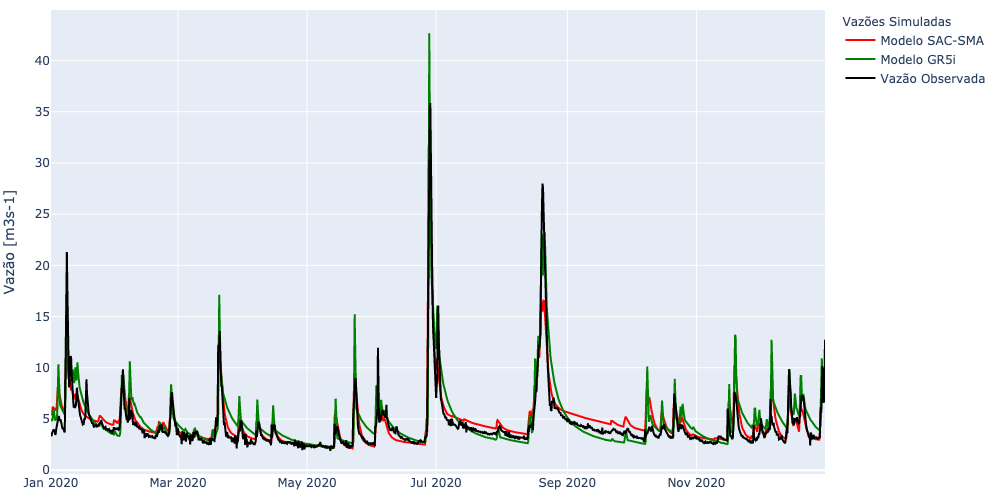 Vazões Simuladas
Modelo SAC-SMA
Modelo GR5i
Vazão Observada
Vazão [m3s-1]
40
35
30
25
20
15
10
5
0
Jan 2020
Mar 2020
May 2020
Jul 2020
Sep 2020
Nov 2020